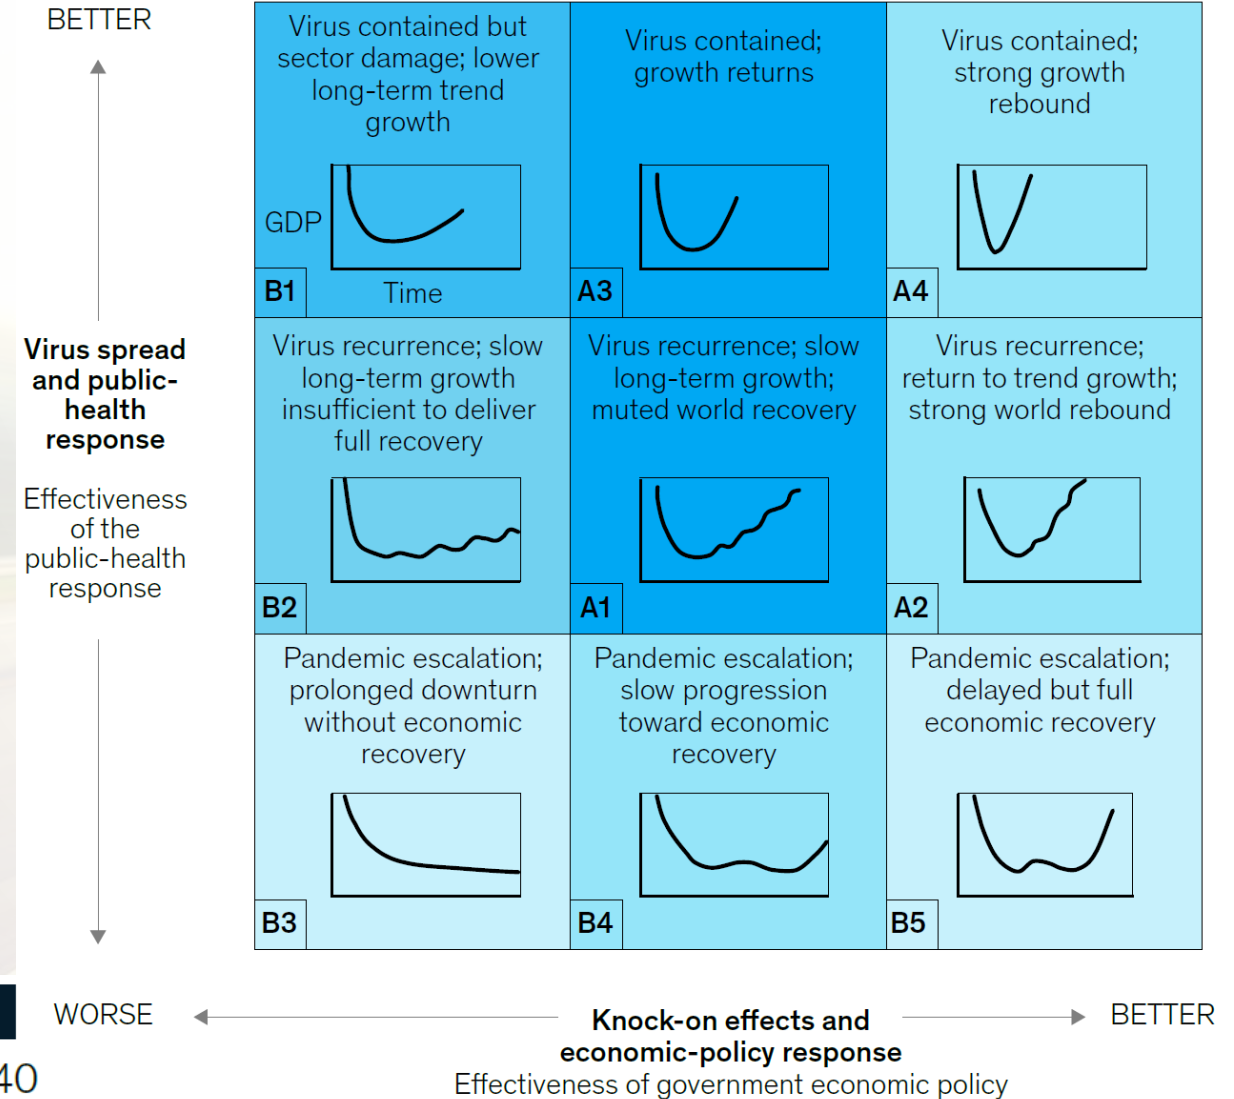 BETTER
Virus contained but
sector damage; lower
long-term trend
growth
GDP
Time
B1
Virus contained;
growth returns
A3
Virus contained;
strong growth
rebound
A4
Virus spread
and public-
health
response
Effectiveness
of the
public-health
response
Virus recurrence; slow
long-term growth
insufficient to deliver
full recovery
B2
Virus recurrence; slow
long-term growth;
muted world recovery
A1
Virus recurrence;
return to trend growth;
strong world rebound
A2
Pandemic escalation;
prolonged downturn
without economic
recovery
B3
Pandemic escalation;
slow progression
toward economic
recovery
B4
Pandemic escalation;
delayed but full
economic recovery
B5
WORSE
Knock-on effects and
economic-policy response
Effectiveness of government economic policy
BETTER
40